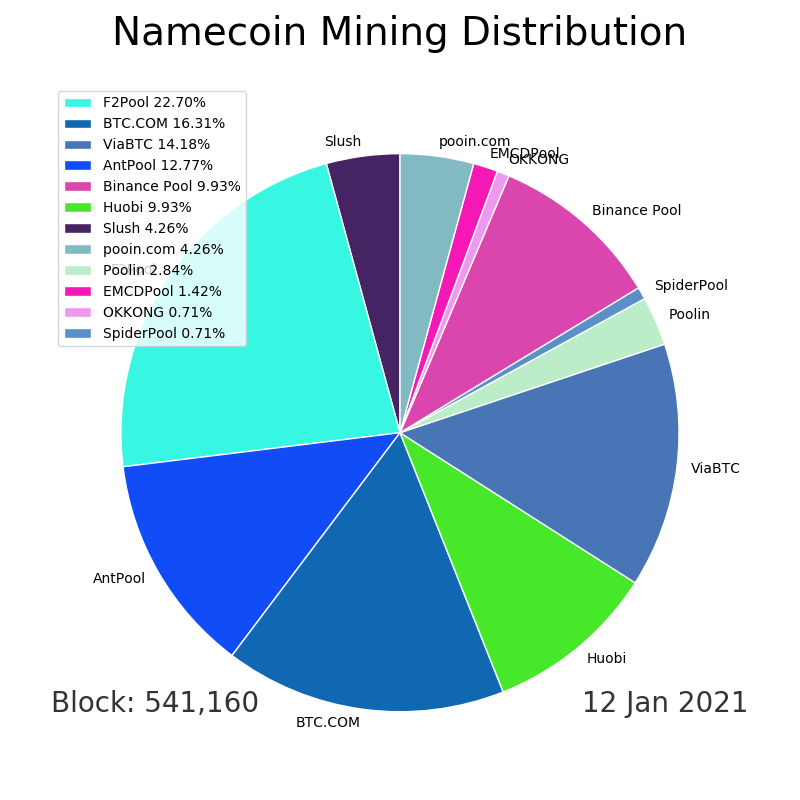 Namecoin Mining Distribution
F2Pool 22.70%
BTC.COM 16.31%
ViaBTC 14.18%
AntPool 12.77%
Binance Pool 9.93%
Huobi 9.93%
Slush 4.26%
pooin.com 4.26%
Poolin 2.84%
EMCDPool 1.42%
OKKONG 0.71%
SpiderPool 0.71%
Slush
pooin.com
EMCDPool
OKKONG
Binance Pool
SpiderPool
Poolin
F2Pool
ViaBTC
AntPool
Huobi
BTC.COM
Block: 541,160
12 Jan 2021